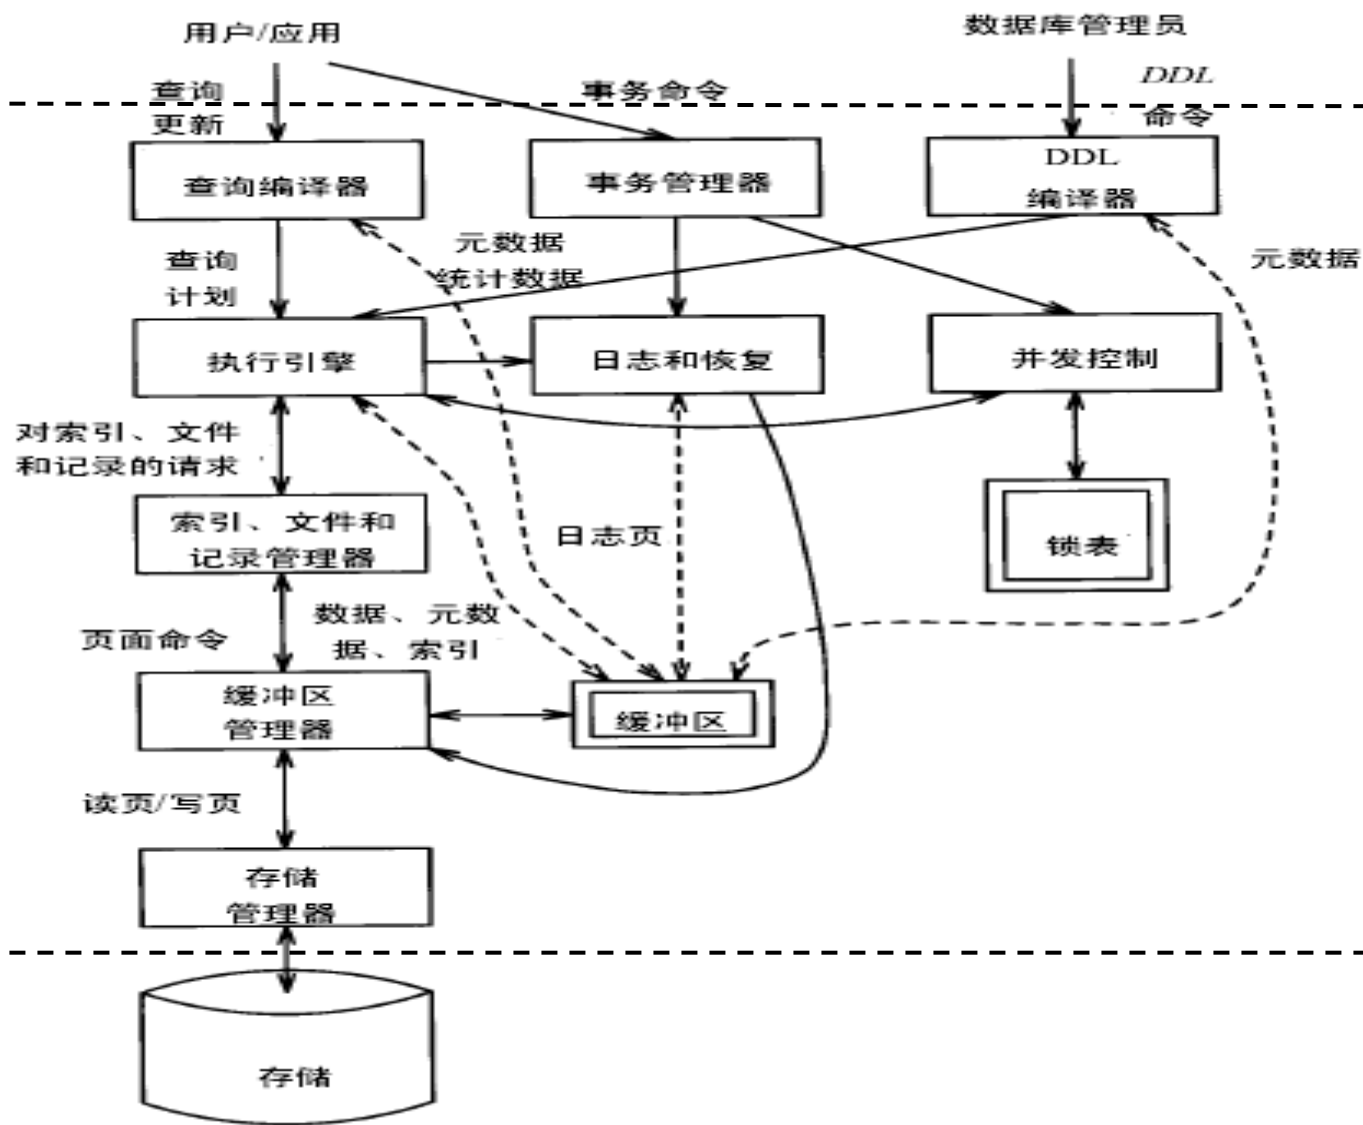 用户/应用
数据库管理员
查询
更新
事务命令
DDL
命令
查询编译器
事务管理器
DDL
编译器
查询
计划
元数据
统计数据
元数据
执行引擎
日志和恢复
并发控制
对索引、文件
和记录的请求
索引、文件和
记录管理器
日志页
锁表
页面命令
数据、元数
据、索引
缓冲区
管理器
缓冲区
读页/写页
存储
管理器
存储